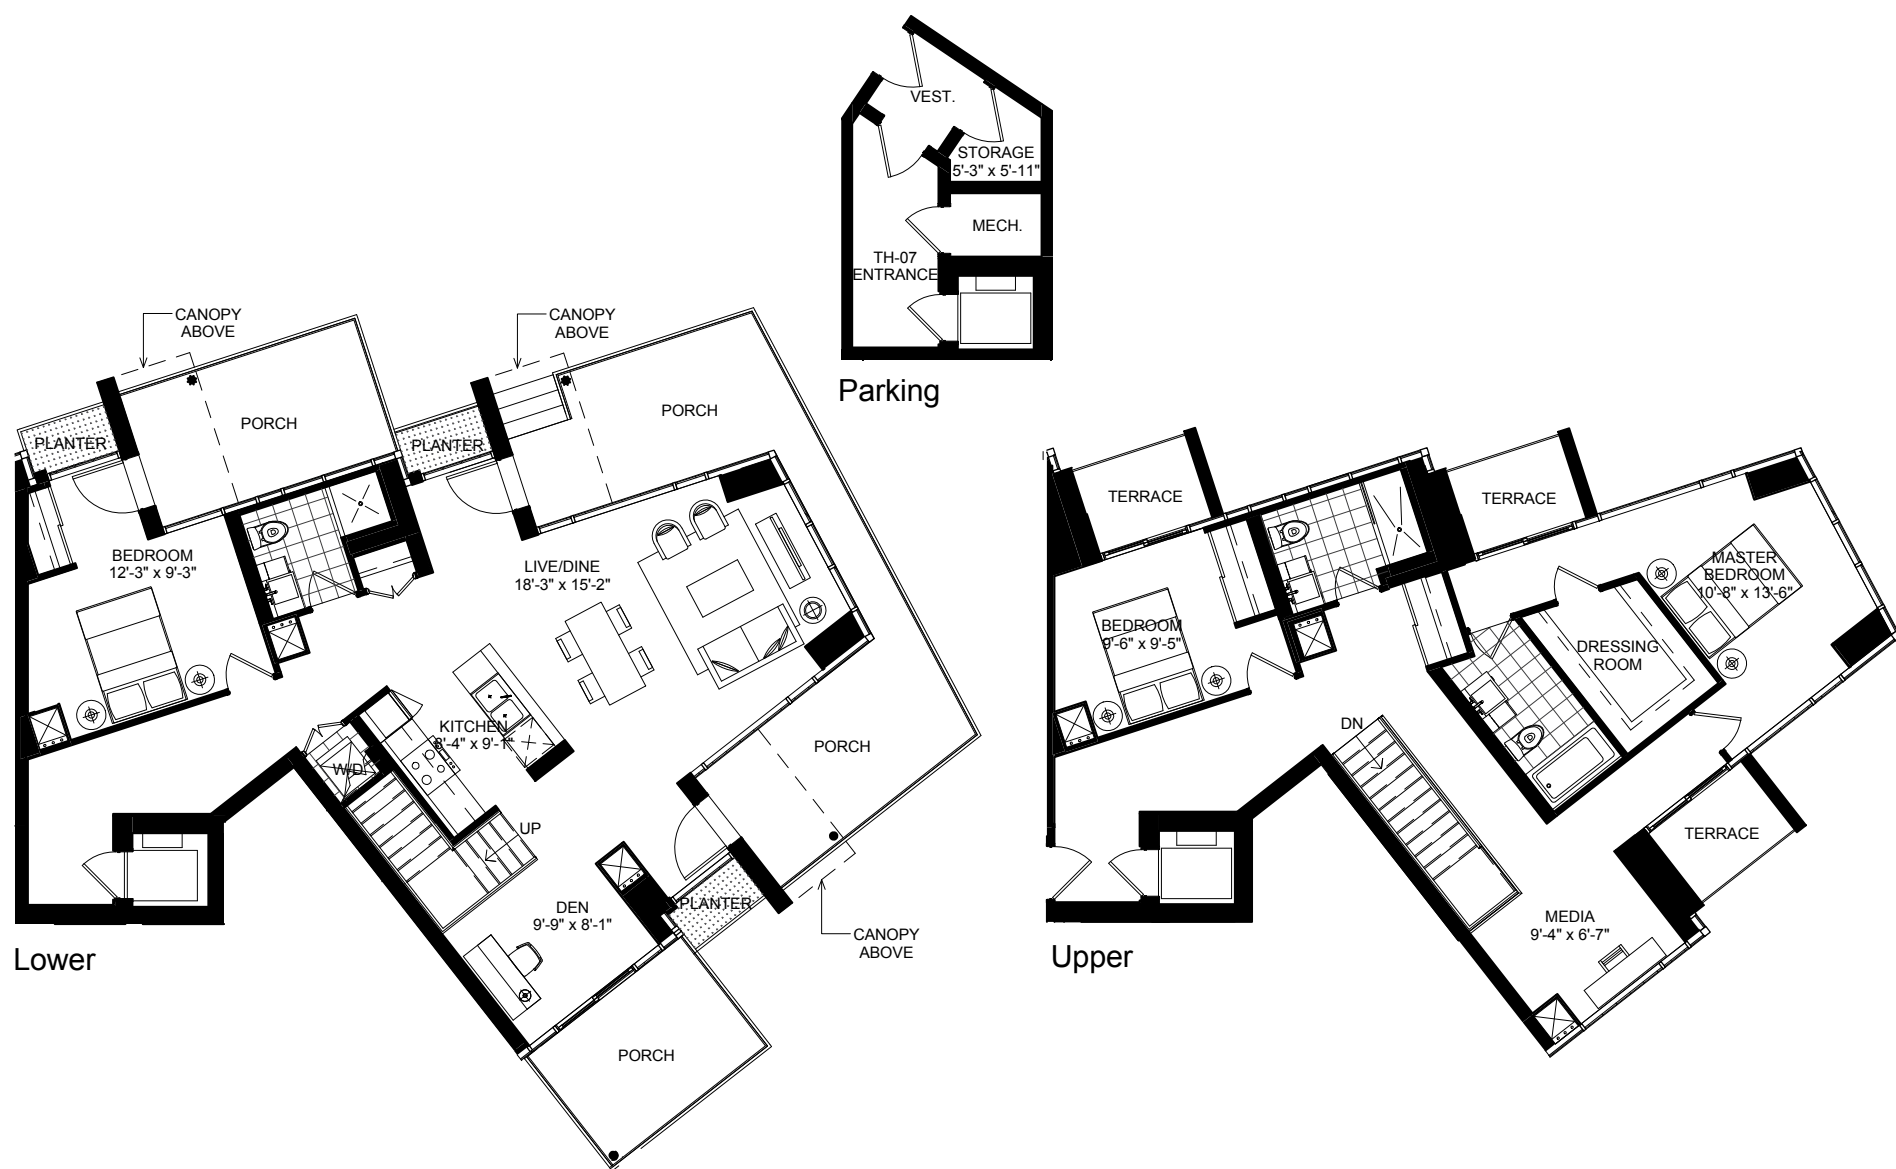 VEST.
STORAGE
5'-3" x 5'-11"
MECH.
TH-07
ENTRANCE
Parking
CANOPY
ABOVE
CANOPY
ABOVE
PORCH
PORCH
PLANTER
PLANTER
BEDROOM
12'-3" x 9'-3"
LIVE/DINE
18'-3" x 15'-2"
KITCHEN
8'-4" x 9'-1"
W/D.
UP
PORCH
DEN
9'-9" x 8'-1"
PLANTER
CANOPY
ABOVE
PORCH
Lower
TERRACE
TERRACE
MASTER
BEDROOM
10'-8" x 13'-6"
BEDROOM
9'-6" x 9'-5"
DRESSING
ROOM
DN
TERRACE
MEDIA
9'-4" x 6'-7"
Upper